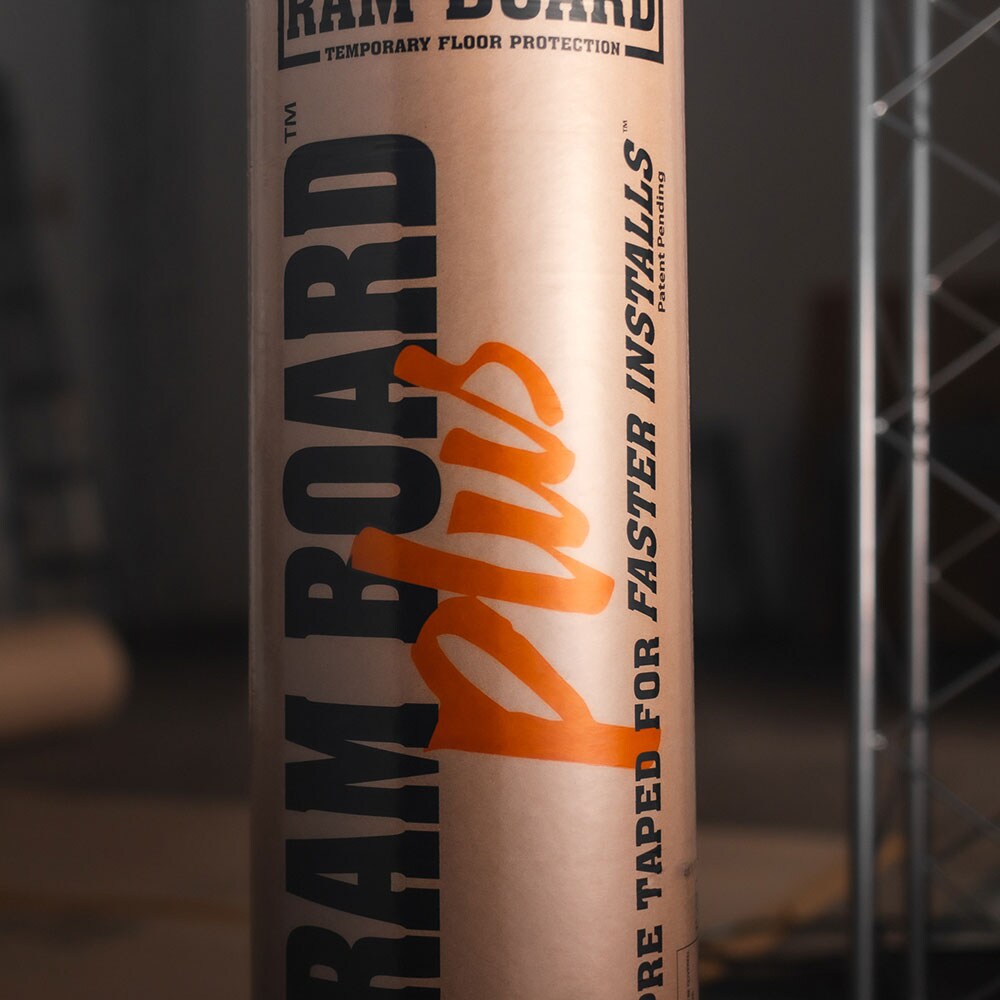 RAM BOARD
TEMPORARY FLOOR PROTECTION
RAM BOARD™
plus
PRE TAPED FOR FASTER INSTALLS™
Patent Pending